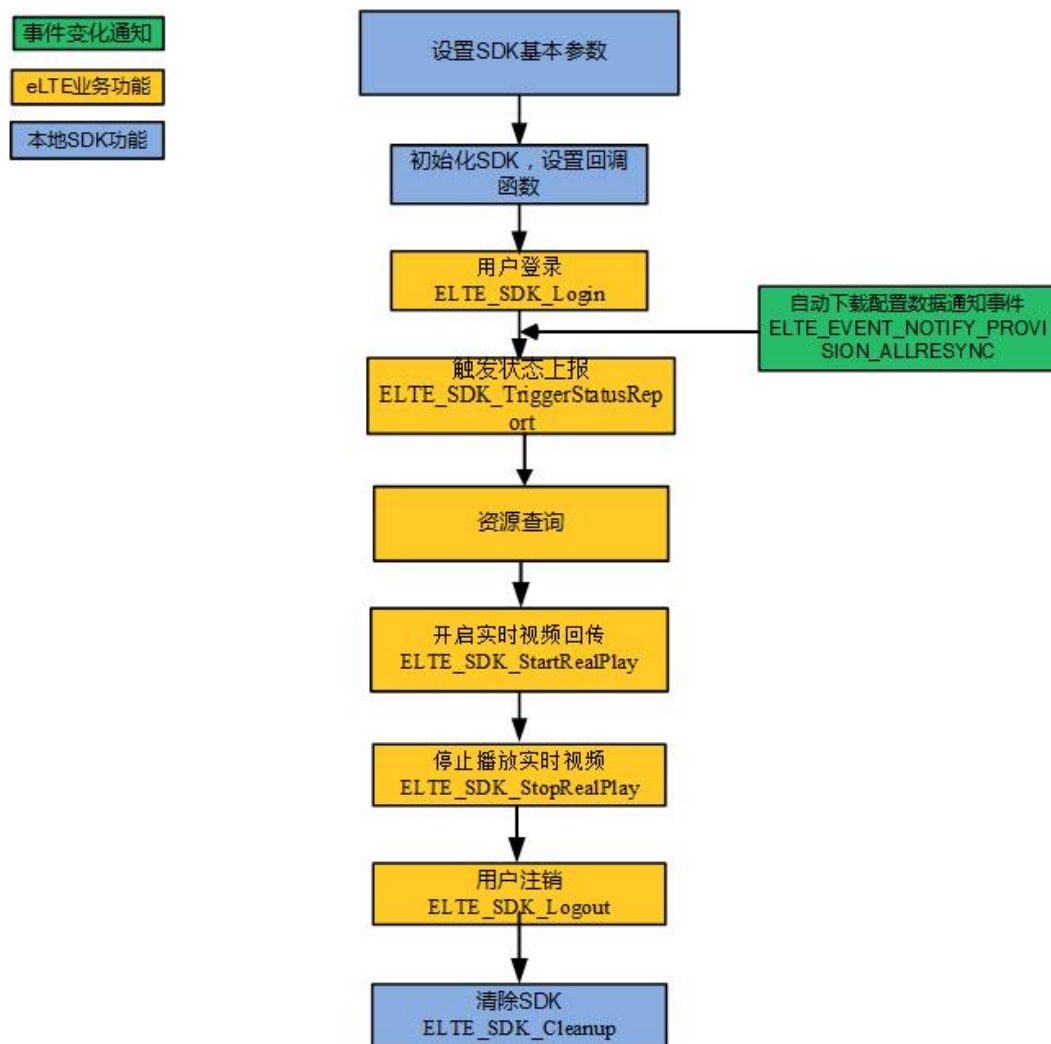 事件变化通知
eLTE业务功能
本地SDK功能
设置SDK基本参数
初始化SDK，设置回调
函数
用户登录
ELTE_SDK_Login
自动下载配置数据通知事件
ELTE_EVENT_NOTIFY_PROVI
SION_ALLRESYNC
触发状态上报
ELTE_SDK_TriggerStatusRep
ort
资源查询
开启实时视频回传
ELTE_SDK_StartRealPlay
停止播放实时视频
ELTE_SDK_StopRealPlay
用户注销
ELTE_SDK_Logout
清除SDK
ELTE_SDK_Cleanup